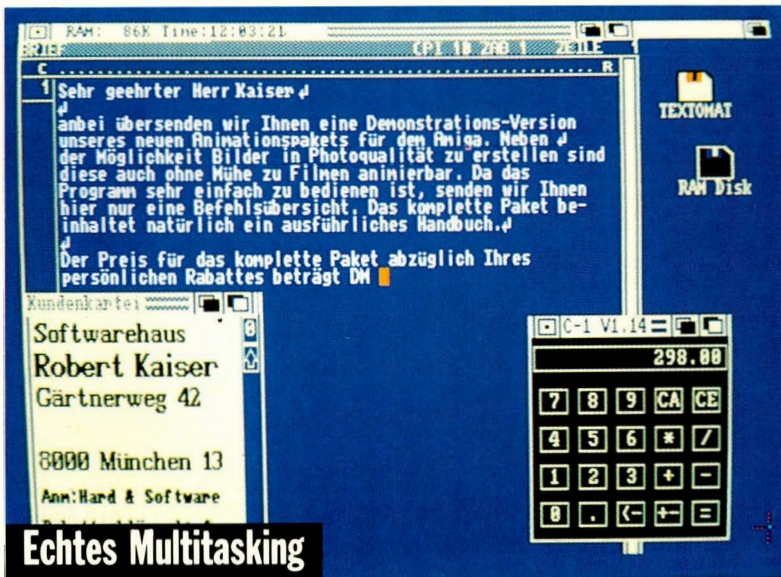 RAM: 86K Time:12:03:21
BRIEF CPI 10 ZAB 1 ZEILE 1
C R
1 Sehr geehrter Herr Kaiser
anbei übersenden wir Ihnen eine Demonstrations-Version
unseres neuen Animationspakets für den Amiga. Neben
der Möglichkeit Bilder in Photoqualität zu erstellen sind
diese auch ohne Mühe zu Filmen animierbar. Da das
Programm sehr einfach zu bedienen ist, senden wir Ihnen
hier nur eine Befehlsübersicht. Das komplette Paket be-
inhaltet natürlich ein ausführliches Handbuch.
Der Preis für das komplette Paket abzüglich Ihres
persönlichen Rabattes beträgt DM
TEXTOMAT
RAM Disk
Kundenkartei
Softwarehaus
Robert Kaiser
Gärtnerweg 42
8000 München 13
Anm:Hard & Software
C-1 V1.14
298.00
7 8 9 CA CE
4 5 6 * /
1 2 3 + -
0 . <- +- =
Echtes Multitasking